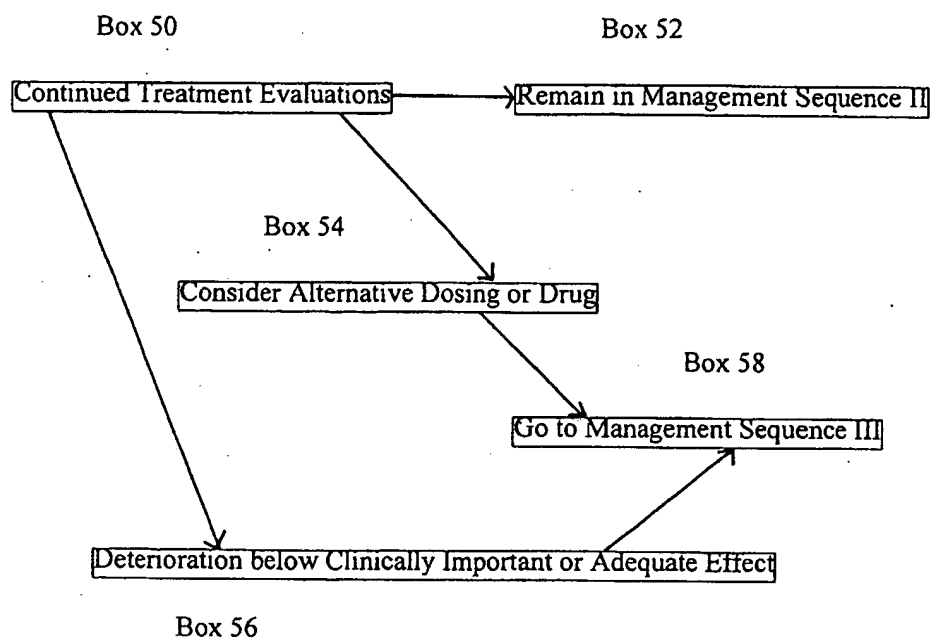 Box 50
Box 52
Continued Treatment Evaluations
Remain in Management Sequence II
Box 54
Consider Alternative Dosing or Drug
Box 58
Go to Management Sequence III
Deterioration below Clinically Important or Adequate Effect
Box 56